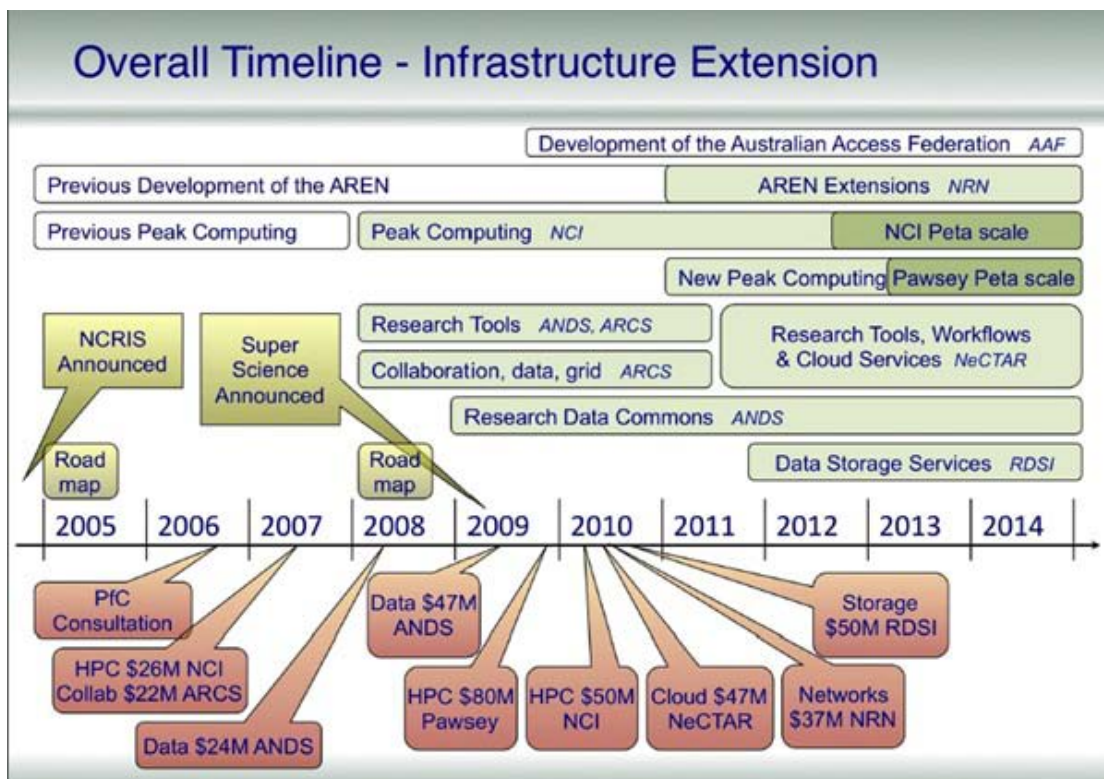 Overall Timeline - Infrastructure Extension
Development of the Australian Access Federation AAF
Previous Development of the AREN
AREN Extensions NRN
Previous Peak Computing
Peak Computing NCI
NCI Peta scale
New Peak Computing
Pawsey Peta scale
NCRIS
Announced
Super
Science
Announced
Research Tools ANDS, ARCS
Research Tools, Workflows
& Cloud Services NeCTAR
Collaboration, data, grid ARCS
Research Data Commons ANDS
Road
map
Road
map
Data Storage Services RDSI
2005
2006
2007
2008
2009
2010
2011
2012
2013
2014
PfC
Consultation
HPC $26M NCI
Collab $22M ARCS
Data $24M ANDS
Data $47M
ANDS
HPC $80M
Pawsey
HPC $50M
NCI
Cloud $47M
NeCTAR
Networks
$37M NRN
Storage
$50M RDSI